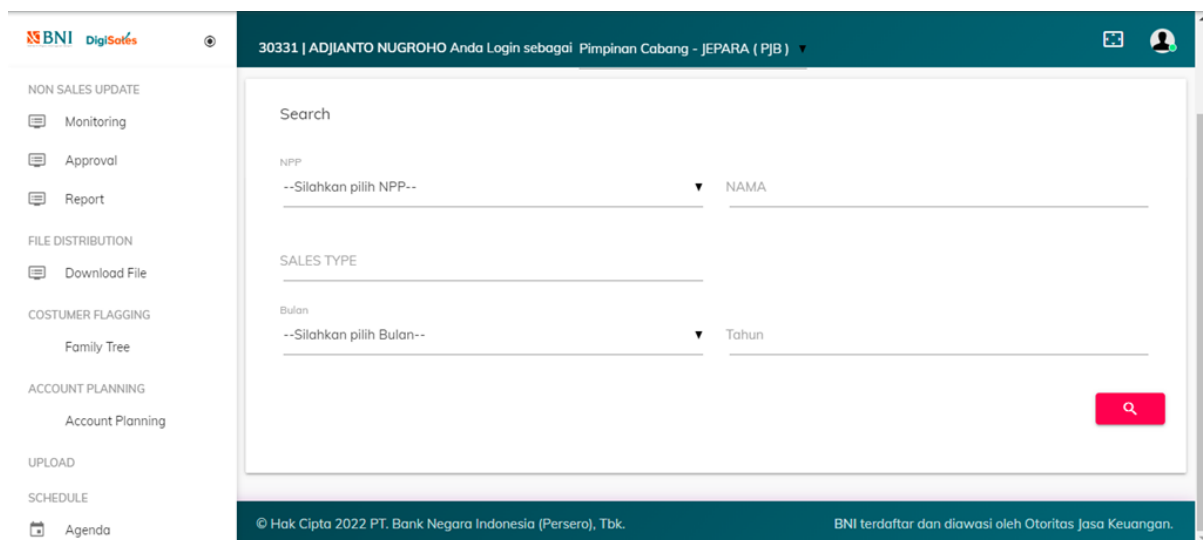 BNI DigiSales
NON SALES UPDATE
Monitoring
Approval
Report
FILE DISTRIBUTION
Download File
COSTUMER FLAGGING
Family Tree
ACCOUNT PLANNING
Account Planning
UPLOAD
SCHEDULE
Agenda
30331 | ADJIANTO NUGROHO Anda Login sebagai Pimpinan Cabang - JEPARA ( PJB )
Search
NPP
--Silahkan pilih NPP-- NAMA
SALES TYPE
Bulan
--Silahkan pilih Bulan-- Tahun
© Hak Cipta 2022 PT. Bank Negara Indonesia (Persero), Tbk. BNI terdaftar dan diawasi oleh Otoritas Jasa Keuangan.